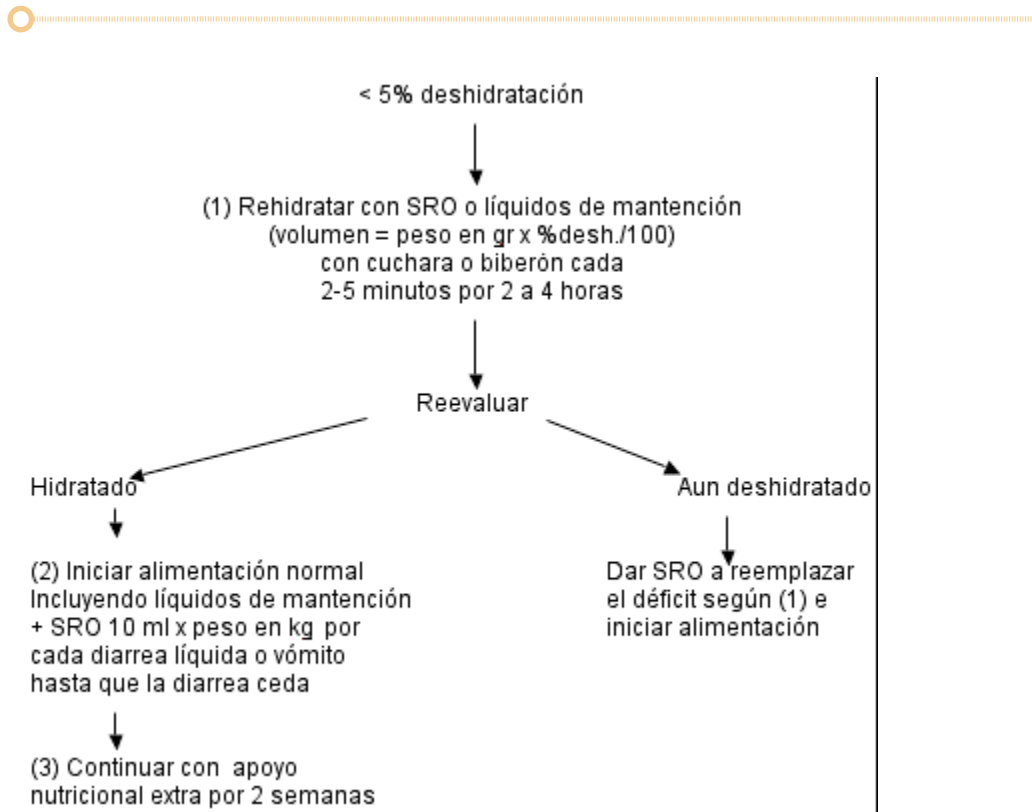 < 5% deshidratación
(1) Rehidratar con SRO o líquidos de mantención
(volumen = peso en gr x %desh./100)
con cuchara o biberón cada
2-5 minutos por 2 a 4 horas
Reevaluar
Hidratado
(2) Iniciar alimentación normal
Incluyendo líquidos de mantención
+ SRO 10 ml x peso en kg por
cada diarrea líquida o vómito
hasta que la diarrea ceda
(3) Continuar con apoyo
nutricional extra por 2 semanas
Aun deshidratado
Dar SRO a reemplazar
el déficit según (1) e
iniciar alimentación